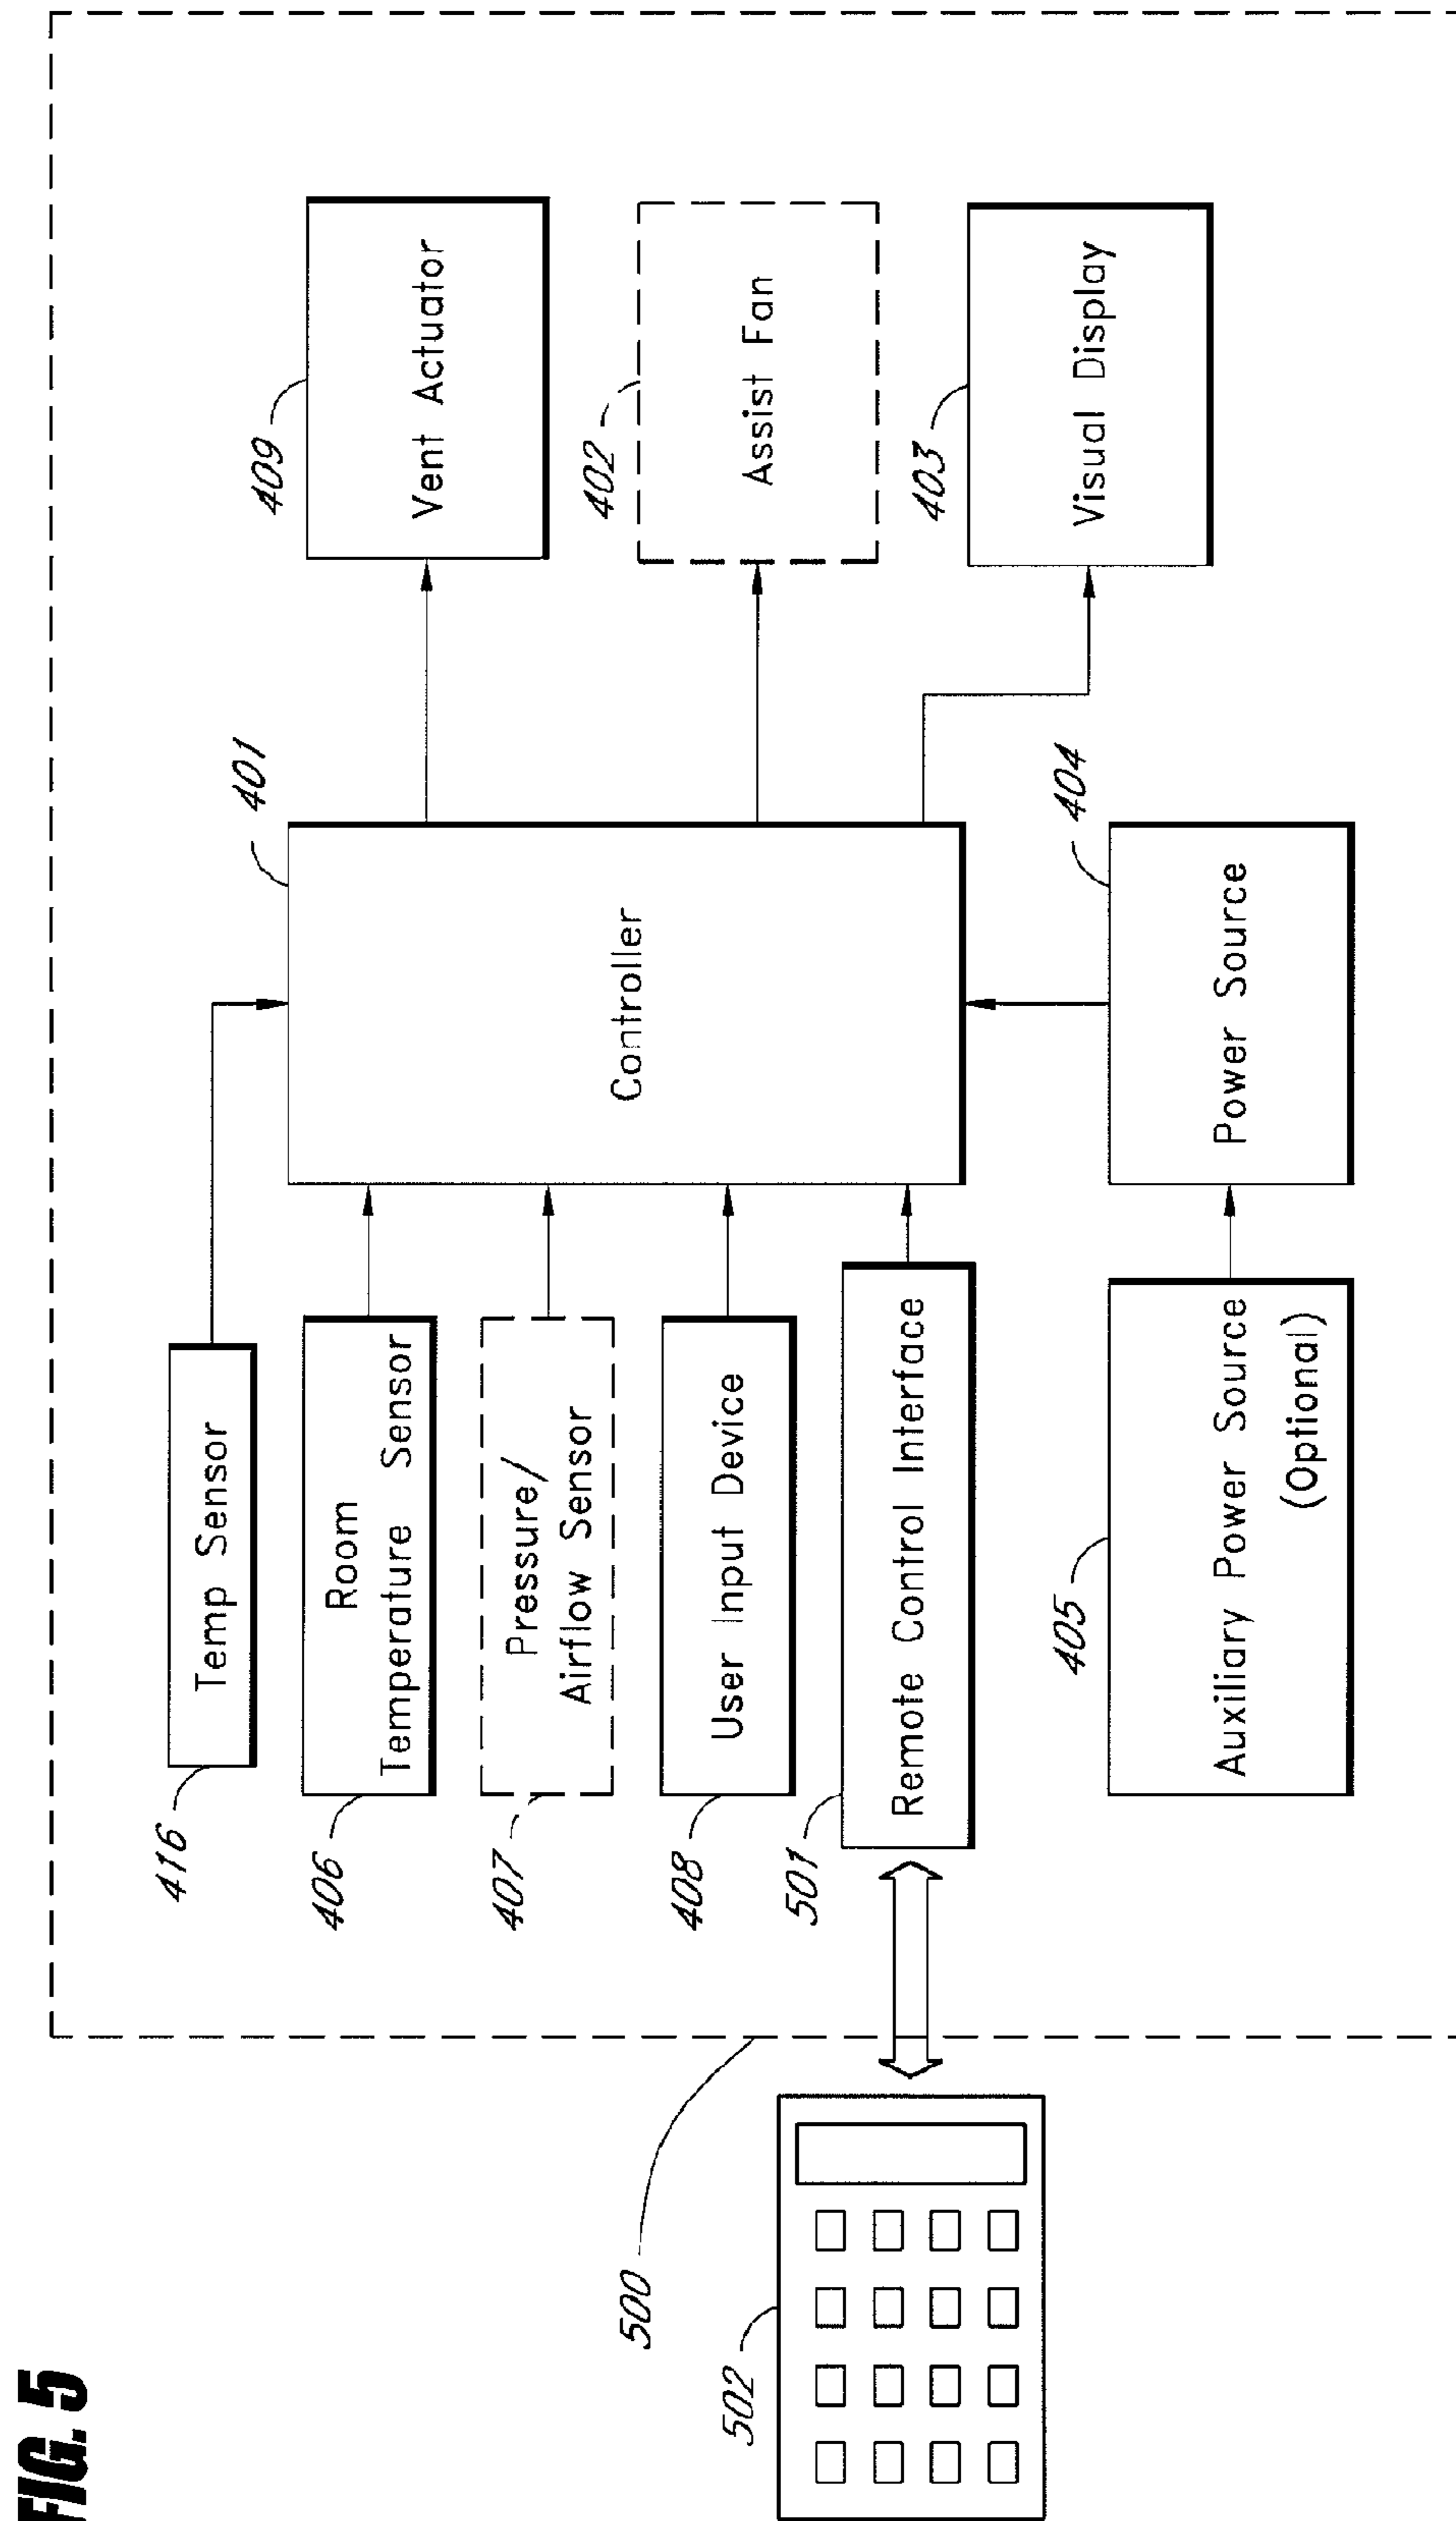 FIG. 5
416
Temp Sensor
406
Room
Temperature Sensor
407
Pressure/
Airflow Sensor
408
User Input Device
501
Remote Control Interface
405
Auxiliary Power Source
(Optional)
401
Controller
404
Power Source
409
Vent Actuator
402
Assist Fan
403
Visual Display
500
502